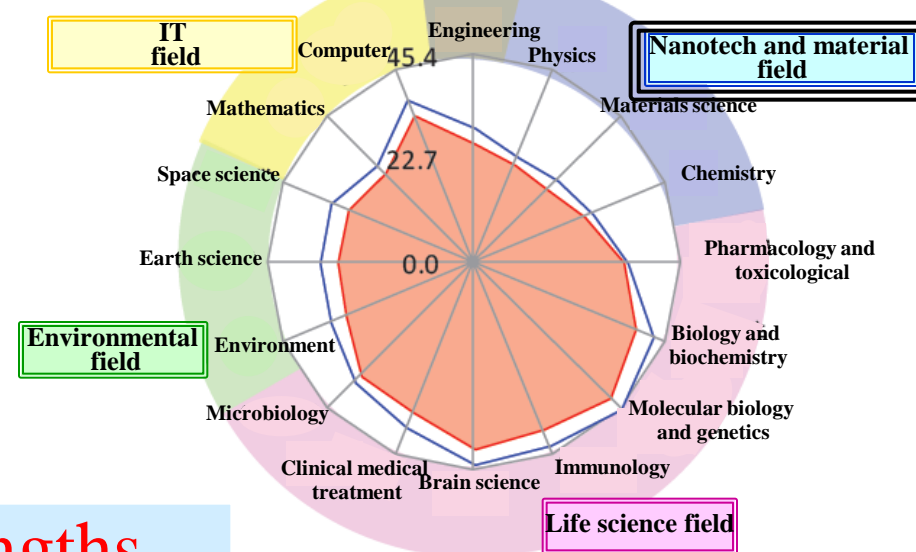 IT
field
Computer
45.4
Engineering
Physics
Nanotech and material
field
Mathematics
Materials science
22.7
Space science
Chemistry
Earth science
0.0
Pharmacology and
toxicological
Environmental
field
Environment
Biology and
biochemistry
Microbiology
Molecular biology
and genetics
Clinical medical
treatment
Brain science
Immunology
Life science field